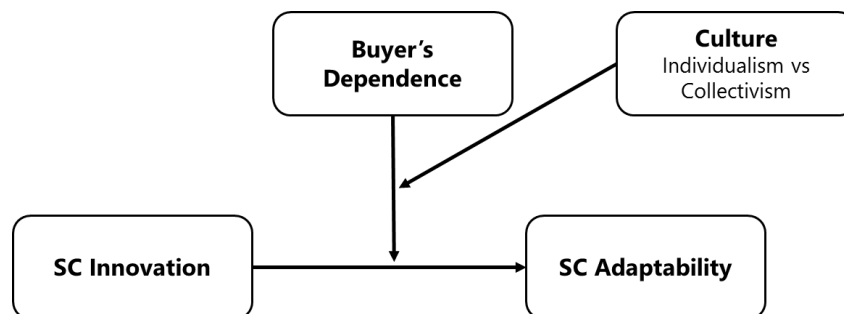 Buyer's
Dependence
Culture
Individualism vs
Collectivism
SC Innovation
SC Adaptability